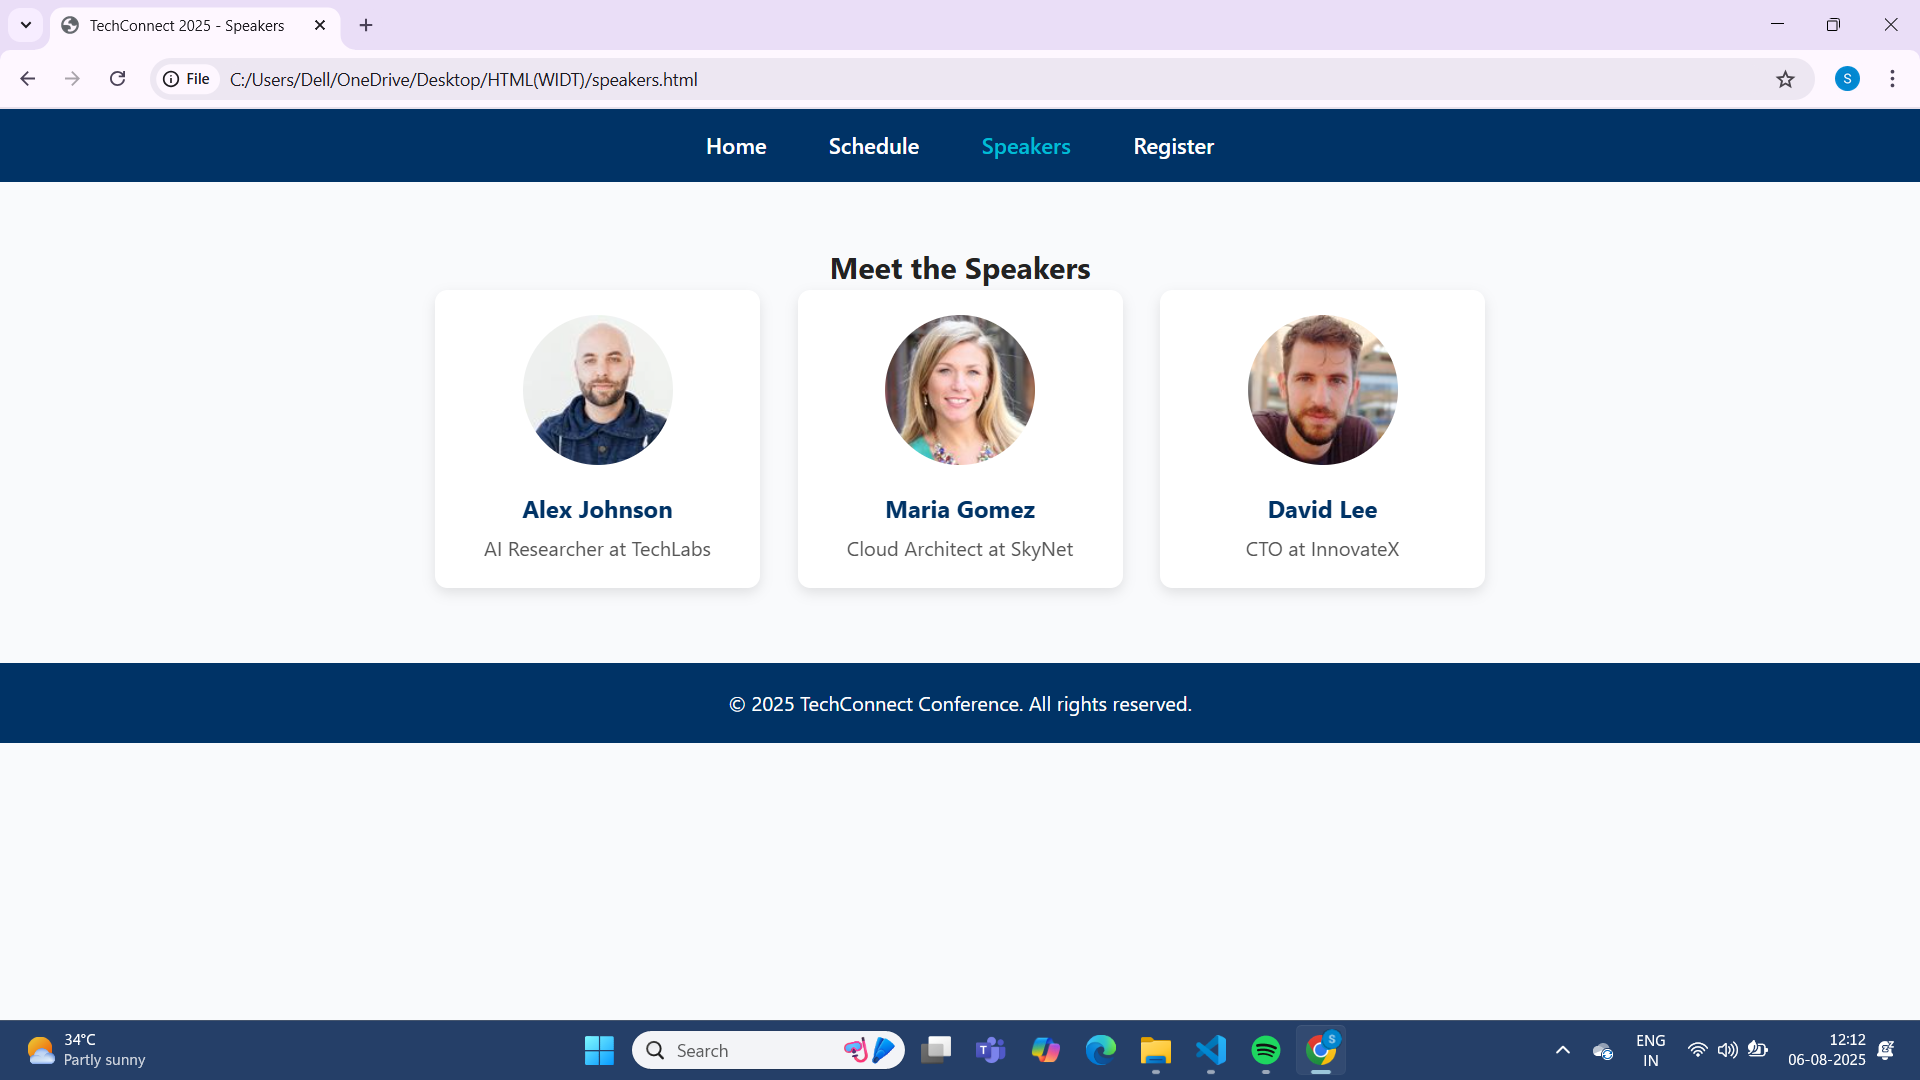 TechConnect 2025 - Speakers
File
C:/Users/Dell/OneDrive/Desktop/HTML(WIDT)/speakers.html
S
Home Schedule Speakers Register
Meet the Speakers
Alex Johnson
AI Researcher at TechLabs
Maria Gomez
Cloud Architect at SkyNet
David Lee
CTO at InnovateX
© 2025 TechConnect Conference. All rights reserved.
34°C
Partly sunny
Search
T
S
ENG
IN
12:12
06-08-2025